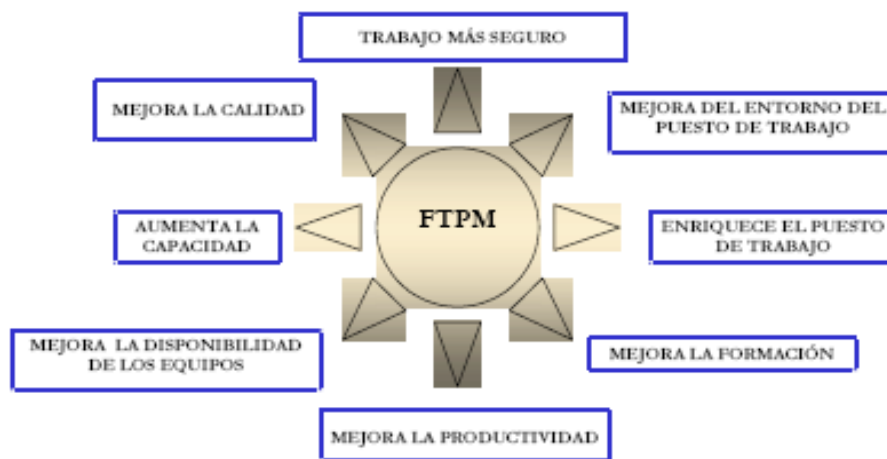 TRABAJO MÁS SEGURO
MEJORA LA CALIDAD
MEJORA DEL ENTORNO DEL
PUESTO DE TRABAJO
FTPM
AUMENTA LA
CAPACIDAD
ENRIQUECE EL PUESTO
DE TRABAJO
MEJORA LA DISPONIBILIDAD
DE LOS EQUIPOS
MEJORA LA FORMACIÓN
MEJORA LA PRODUCTIVIDAD